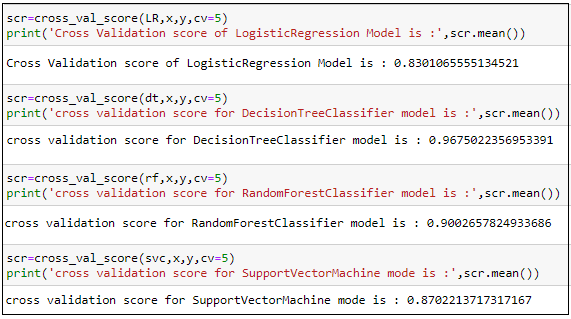 scr=cross_val_score(LR,x,y,cv=5)
print('Cross Validation score of LogisticRegression Model is :',scr.mean())
Cross Validation score of LogisticRegression Model is : 0.8301065555134521
scr=cross_val_score(dt,x,y,cv=5)
print('cross validation score for DecisionTreeClassifier model is :',scr.mean())
cross validation score for DecisionTreeClassifier model is : 0.9675022356953391
scr=cross_val_score(rf,x,y,cv=5)
print('cross validation score for RandomForestClassifier model is :',scr.mean())
cross validation score for RandomForestClassifier model is : 0.9002657824933686
scr=cross_val_score(svc,x,y,cv=5)
print('cross validation score for SupportVectorMachine mode is :',scr.mean())
cross validation score for SupportVectorMachine mode is : 0.8702213717317167